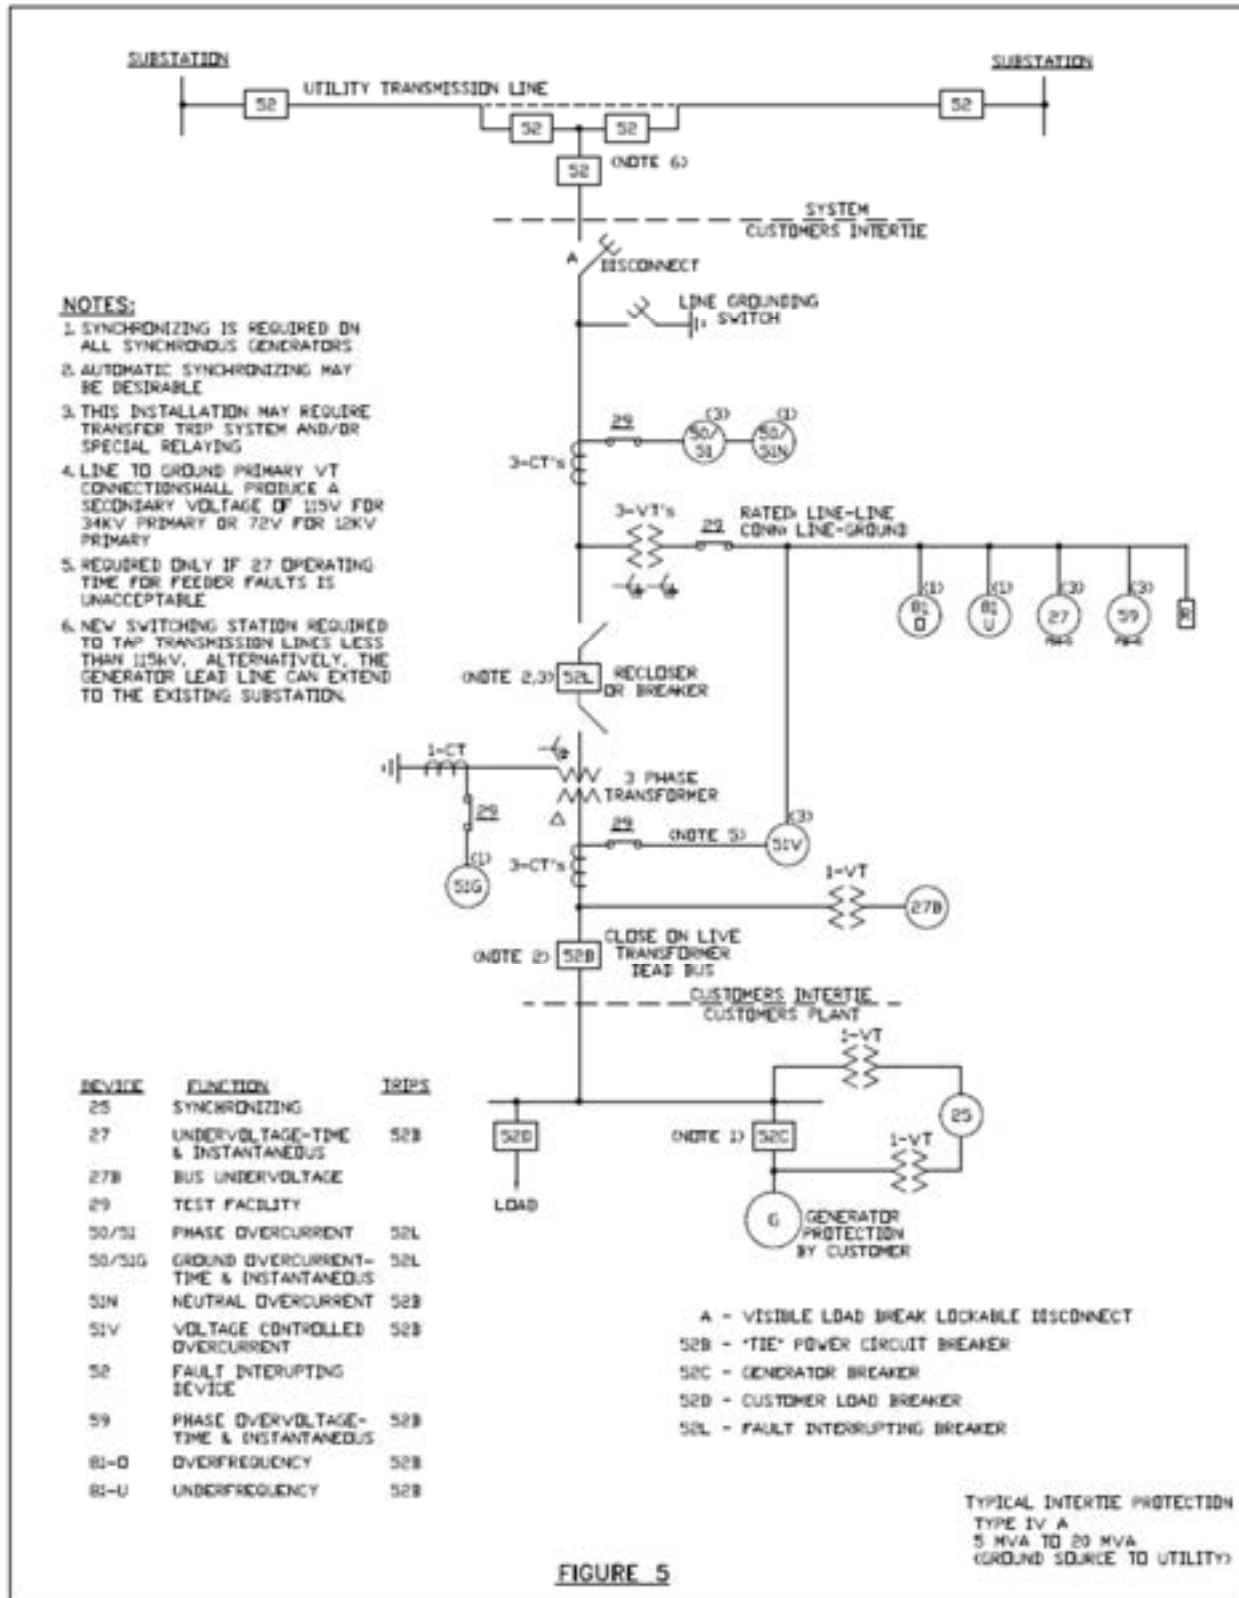 SUBSTATION
SUBSTATION
UTILITY TRANSMISSION LINE
52
52
52
52
52
(NOTE 6)
SYSTEM
CUSTOMERS INTERTIE
A
DISCONNECT
LINE GROUNDING
SWITCH
NOTES:
1. SYNCHRONIZING IS REQUIRED ON
ALL SYNCHRONOUS GENERATORS
2. AUTOMATIC SYNCHRONIZING MAY
BE DESIRABLE
3. THIS INSTALLATION MAY REQUIRE
TRANSFER TRIP SYSTEM AND/OR
SPECIAL RELAYING
4. LINE TO GROUND PRIMARY VT
CONNECTIONSHALL PRODUCE A
SECONDARY VOLTAGE OF 115V FOR
34KV PRIMARY OR 72V FOR 12KV
PRIMARY
5. REQUIRED ONLY IF 27 OPERATING
TIME FOR FEEDER FAULTS IS
UNACCEPTABLE
6. NEW SWITCHING STATION REQUIRED
TO TAP TRANSMISSION LINES LESS
THAN 115kV. ALTERNATIVELY, THE
GENERATOR LEAD LINE CAN EXTEND
TO THE EXISTING SUBSTATION.
29
(3)
50/
51
(1)
50/
51N
3-CT's
3-VT's
29
RATED: LINE-LINE
CONN: LINE-GROUND
(1)
81
O
(1)
81
U
(3)
27
(3)
59
R
(NOTE 2,3)
52L
RECLOSER
OR BREAKER
1-CT
3 PHASE
TRANSFORMER
29
29
(NOTE 5)
(3)
51V
3-CT's
(1)
51G
1-VT
27B
(NOTE 2)
52B
CLOSE ON LIVE
TRANSFORMER
DEAD BUS
CUSTOMERS INTERTIE
CUSTOMERS PLANT
1-VT
25
52D
(NOTE 1)
52C
1-VT
LOAD
G
GENERATOR
PROTECTION
BY CUSTOMER
DEVICE FUNCTION TRIPS
25 SYNCHRONIZING
27 UNDERVOLTAGE-TIME 52B
& INSTANTANEOUS
27B BUS UNDERVOLTAGE
29 TEST FACILITY
50/51 PHASE OVERCURRENT 52L
50/51G GROUND OVERCURRENT- 52L
TIME & INSTANTANEOUS
51N NEUTRAL OVERCURRENT 52B
51V VOLTAGE CONTROLLED 52B
OVERCURRENT
52 FAULT INTERUPTING
DEVICE
59 PHASE OVERVOLTAGE- 52B
TIME & INSTANTANEOUS
81-O OVERFREQUENCY 52B
81-U UNDERFREQUENCY 52B
A - VISIBLE LOAD BREAK LOCKABLE DISCONNECT
52B - "TIE" POWER CIRCUIT BREAKER
52C - GENERATOR BREAKER
52D - CUSTOMER LOAD BREAKER
52L - FAULT INTERRUPTING BREAKER
TYPICAL INTERTIE PROTECTION
TYPE IV A
5 MVA TO 20 MVA
(GROUND SOURCE TO UTILITY)
FIGURE 5